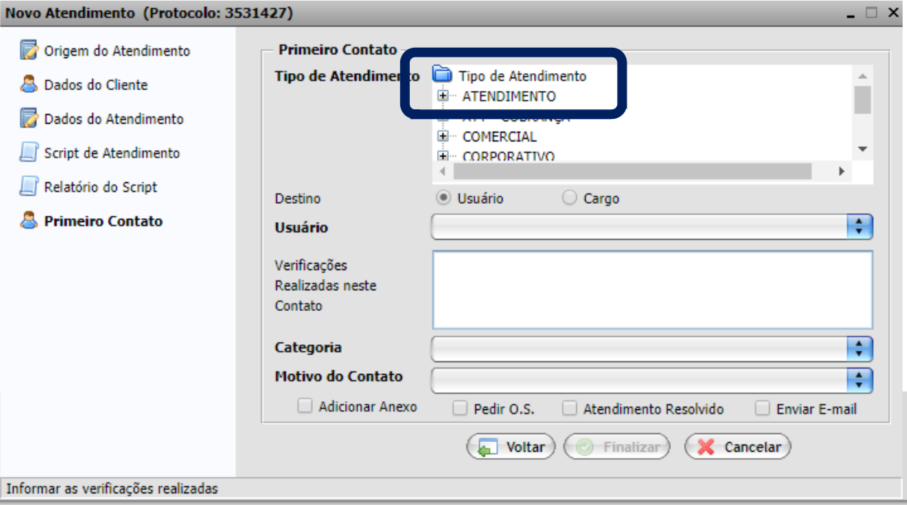 Novo Atendimento (Protocolo: 3531427)
Origem do Atendimento
Dados do Cliente
Dados do Atendimento
Script de Atendimento
Relatório do Script
Primeiro Contato
Primeiro Contato
Tipo de Atendimento
Tipo de Atendimento
ATENDIMENTO
COBRANÇA
COMERCIAL
CORPORATIVO
Destino
Usuário
Cargo
Usuário
Verificações
Realizadas neste
Contato
Categoria
Motivo do Contato
Adicionar Anexo
Pedir O.S.
Atendimento Resolvido
Enviar E-mail
Voltar
Finalizar
Cancelar
Informar as verificações realizadas